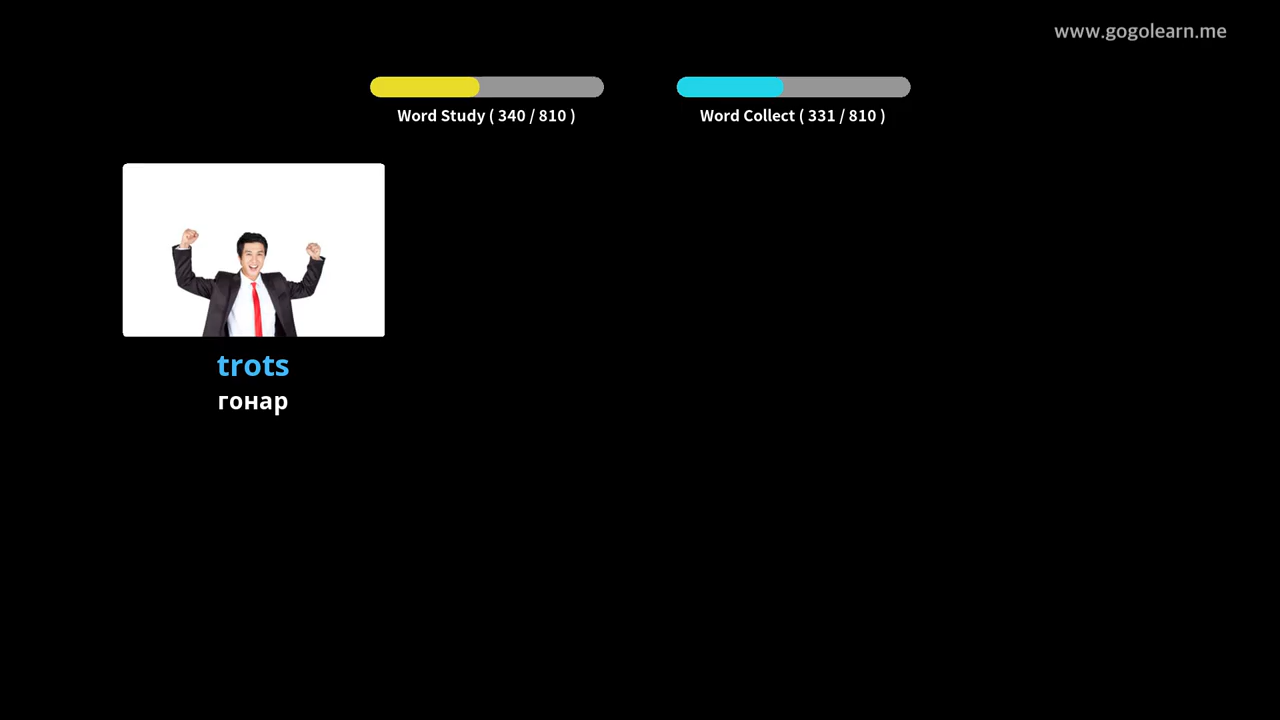 www.gogolearn.me
Word Study ( 340 / 810 )
Word Collect ( 331 / 810 )
trots
гонар